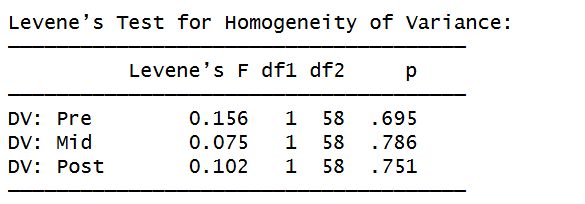 Levene’s Test for Homogeneity of Variance:
Levene’s F df1 df2 p
DV: Pre 0.156 1 58 .695
DV: Mid 0.075 1 58 .786
DV: Post 0.102 1 58 .751